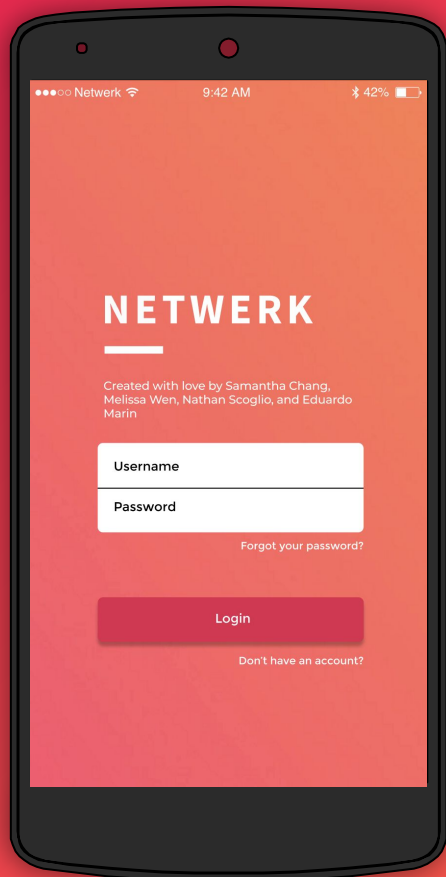 ●●●○○ Netwerk 9:42 AM 42%
NETWERK
Created with love by Samantha Chang,
Melissa Wen, Nathan Scoglio, and Eduardo
Marin
Username
Password
Forgot your password?
Login
Don't have an account?